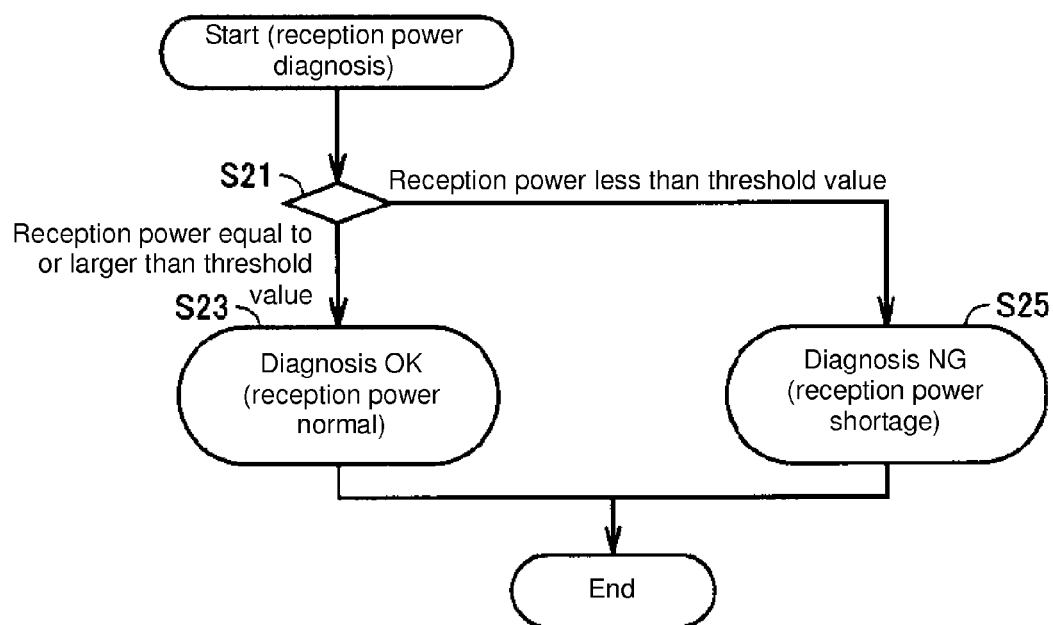 Start (reception power
diagnosis)
S21
Reception power less than threshold value
Reception power equal to
or larger than threshold
value
S23
S25
Diagnosis OK
(reception power
normal)
Diagnosis NG
(reception power
shortage)
End